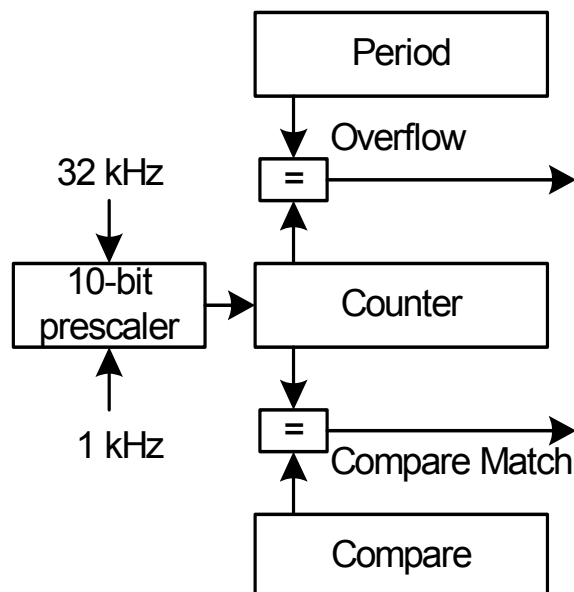 Period
Overflow
=
32 kHz
10-bit
prescaler
Counter
1 kHz
=
Compare Match
Compare